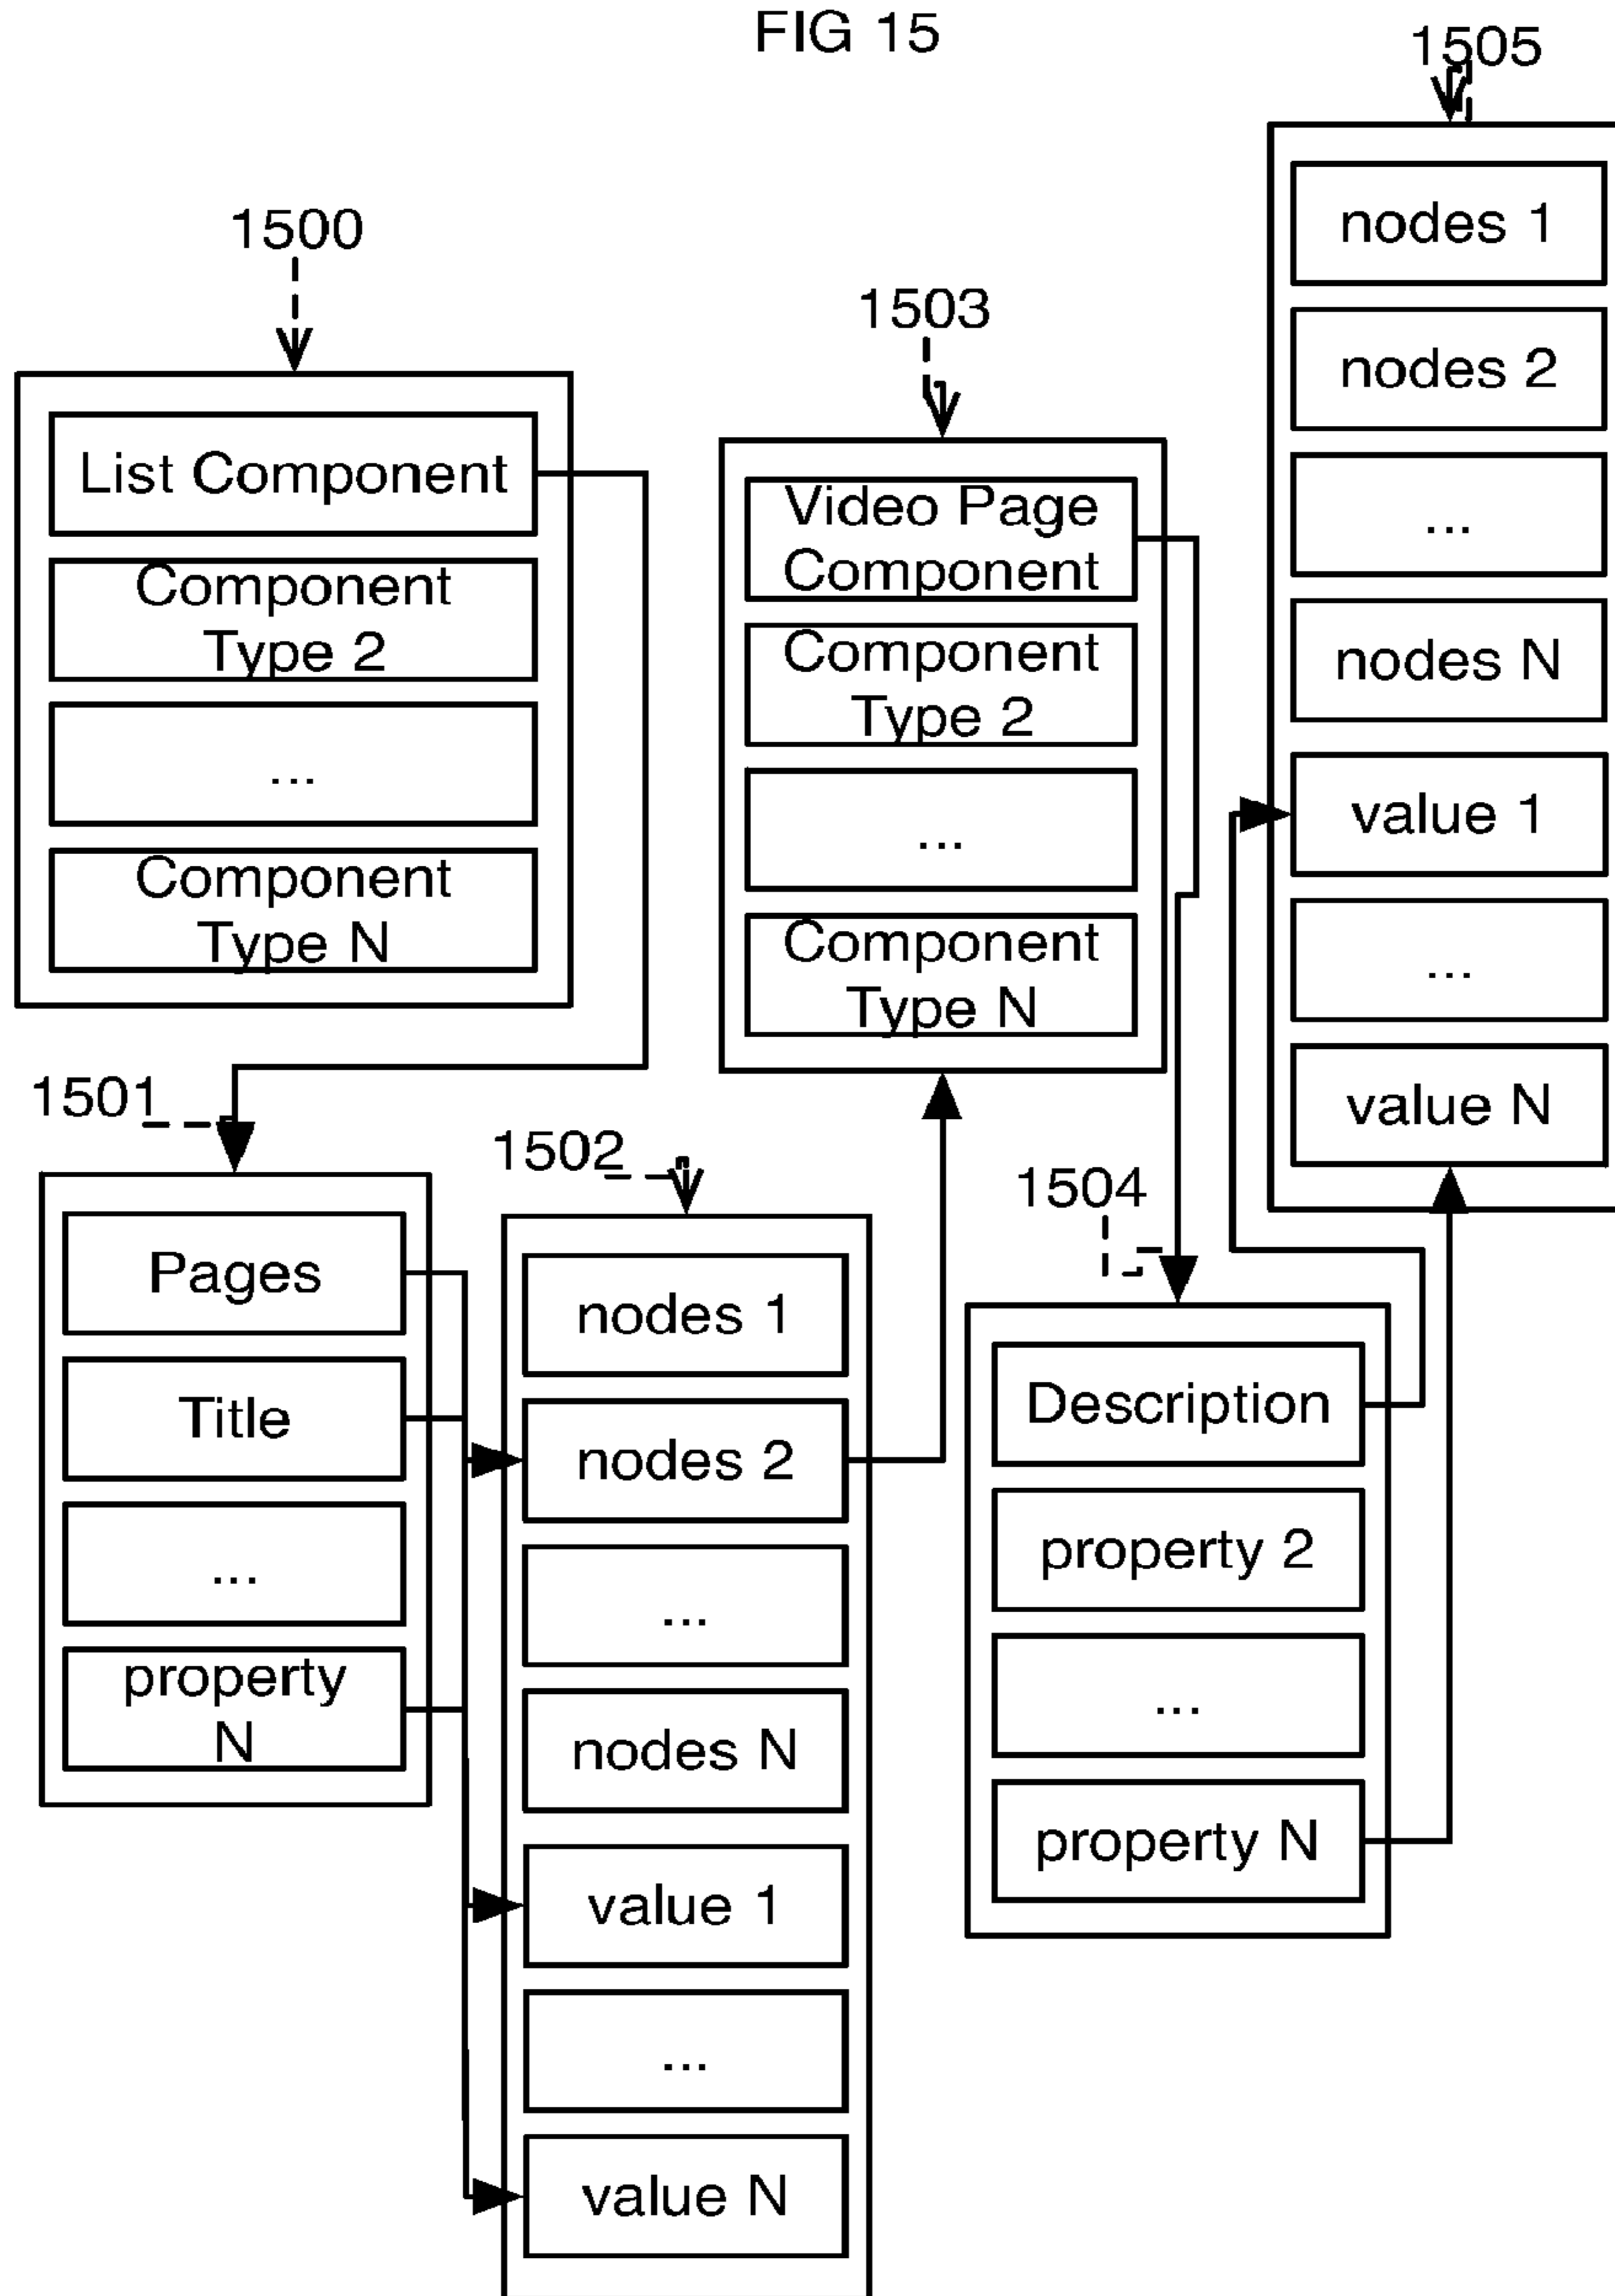 FIG 15
1500
List Component
Component
Type 2
...
Component
Type N
1501
Pages
Title
...
property
N
1502
nodes 1
nodes 2
...
nodes N
value 1
...
value N
1503
Video Page
Component
Component
Type 2
...
Component
Type N
1504
Description
property 2
...
property N
1505
nodes 1
nodes 2
...
nodes N
value 1
...
value N